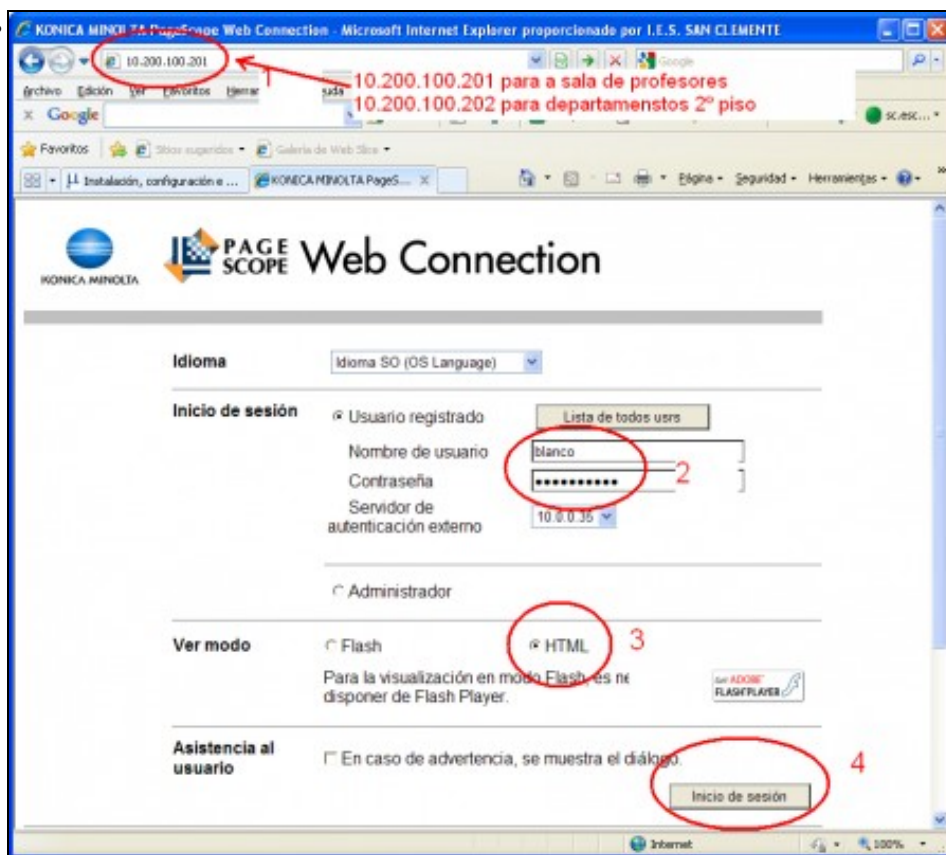 KONICA MINOLTA PageScope Web Connection - Microsoft Internet Explorer proporcionado por I.E.S. SAN CLEMENTE
10.200.100.201
Google
1
10.200.100.201 para a sala de profesores
10.200.100.202 para departamenstos 2º piso
Archivo Edición Ver Favoritos
x Google
sc.esc...
Favoritos Sitios sugeridos Galería de Web Slice
Instalación, configuración e ... KONICA MINOLTA PageS... X Página Seguridad Herramientas
KONICA MINOLTA
PAGE SCOPE Web Connection
Idioma Idioma SO (OS Language)
Inicio de sesión Usuario registrado Lista de todos usrs
Nombre de usuario blanco
Contraseña ••••••••••
2
Servidor de
autenticación externo 10.0.0.35
Administrador
Ver modo Flash HTML 3
Para la visualización en modo Flash, es ne
disponer de Flash Player.
Get ADOBE
FLASH PLAYER
Asistencia al
usuario
En caso de advertencia, se muestra el diálogo.
4
Inicio de sesión
Internet 100%